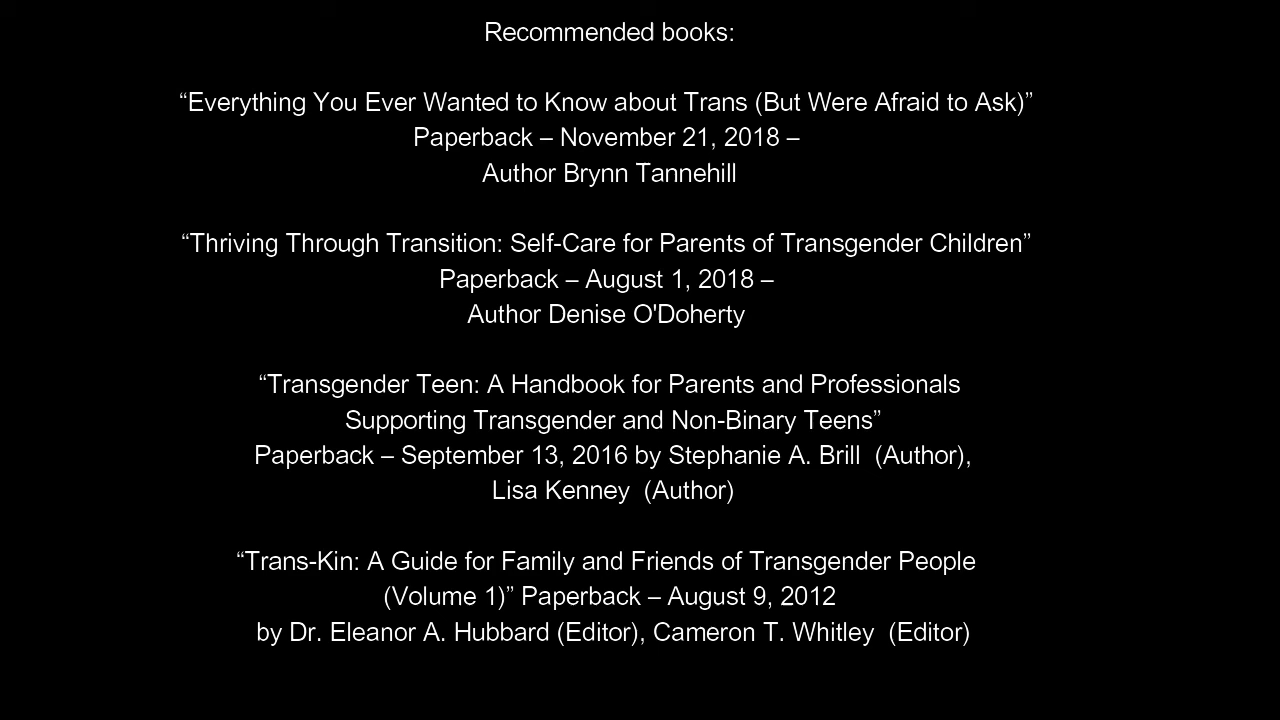 Recommended books:
“Everything You Ever Wanted to Know about Trans (But Were Afraid to Ask)”
Paperback – November 21, 2018 –
Author Brynn Tannehill
“Thriving Through Transition: Self-Care for Parents of Transgender Children”
Paperback – August 1, 2018 –
Author Denise O'Doherty
“Transgender Teen: A Handbook for Parents and Professionals
Supporting Transgender and Non-Binary Teens”
Paperback – September 13, 2016 by Stephanie A. Brill  (Author),
Lisa Kenney  (Author)
“Trans-Kin: A Guide for Family and Friends of Transgender People
(Volume 1)” Paperback – August 9, 2012
by Dr. Eleanor A. Hubbard (Editor), Cameron T. Whitley  (Editor)